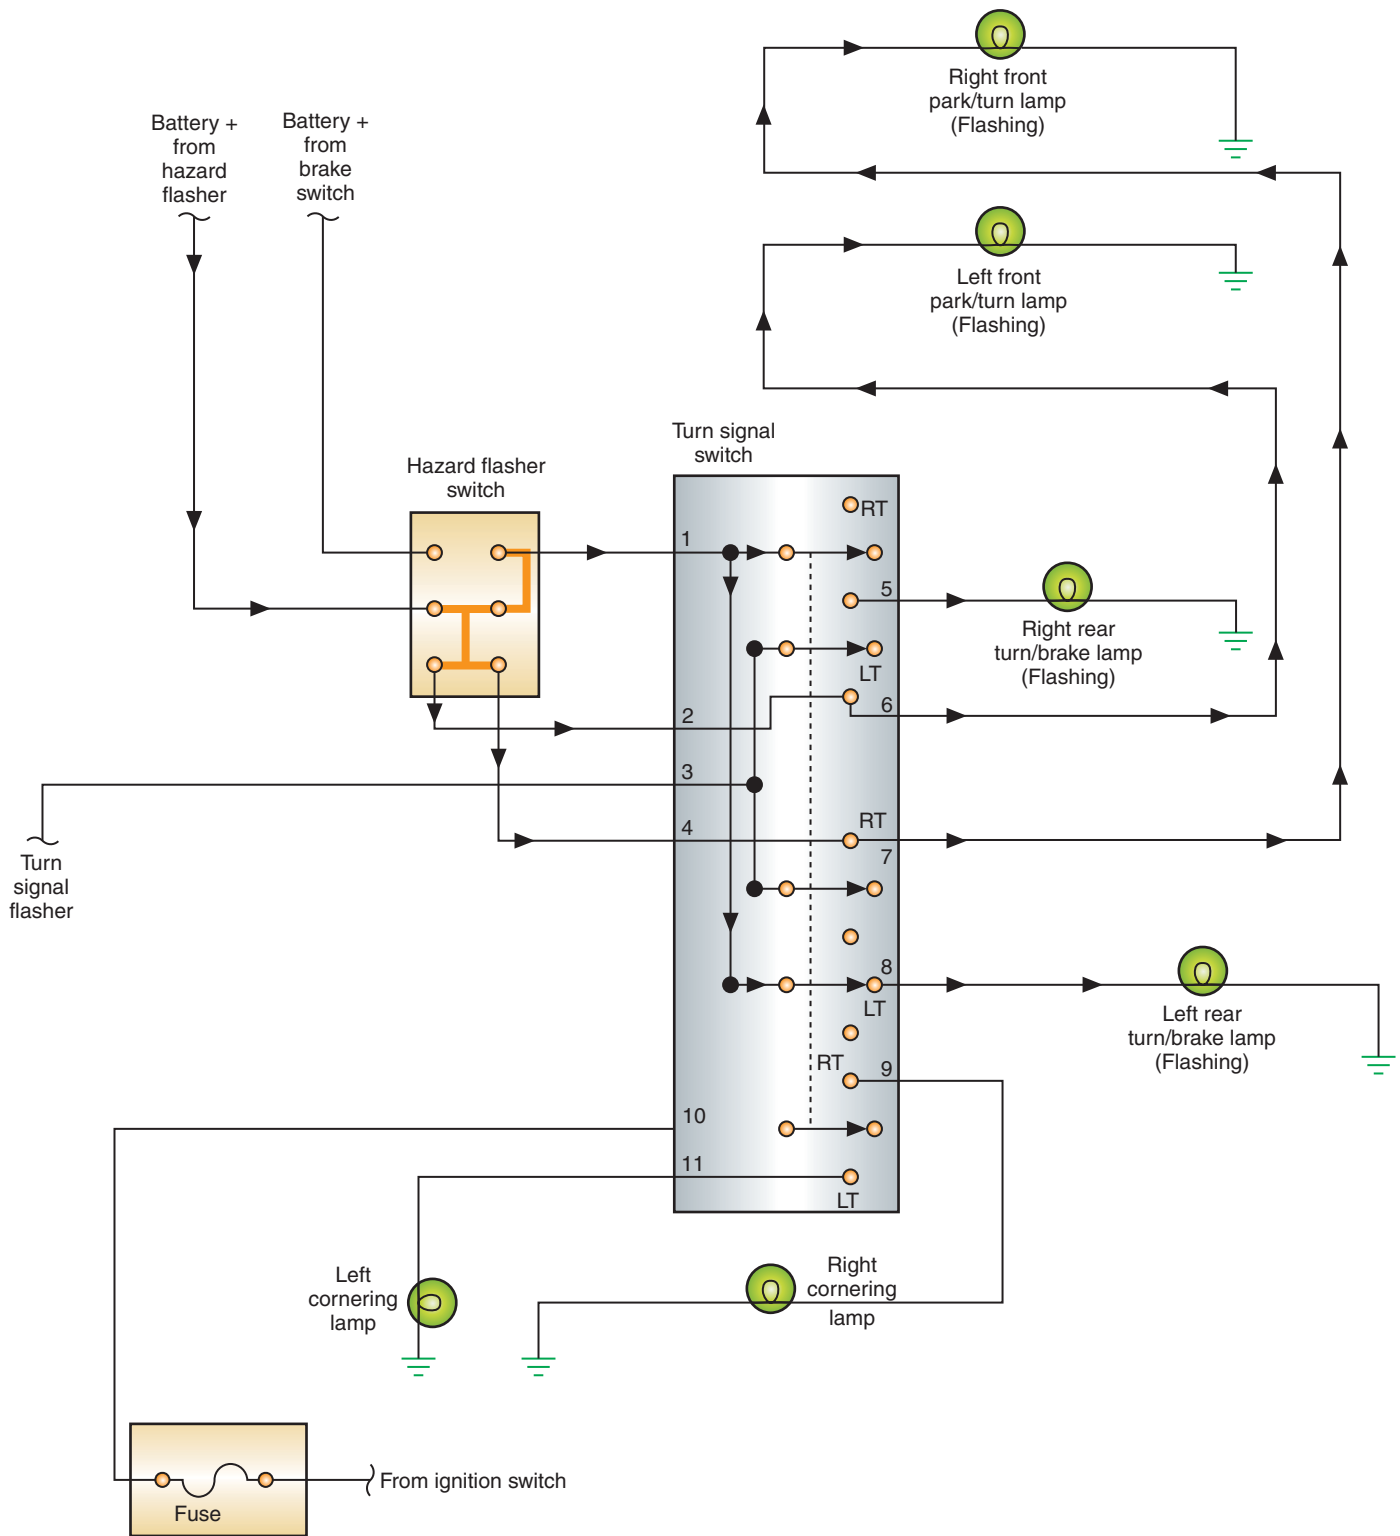 Right front
park/turn lamp
(Flashing)
Battery +
from
hazard
flasher
Battery +
from
brake
switch
Left front
park/turn lamp
(Flashing)
Turn signal
switch
Hazard flasher
switch
RT
1
5
Right rear
turn/brake lamp
(Flashing)
LT
6
2
3
4
RT
7
Turn
signal
flasher
8
LT
Left rear
turn/brake lamp
(Flashing)
RT
9
10
11
LT
Left
cornering
lamp
Right
cornering
lamp
From ignition switch
Fuse